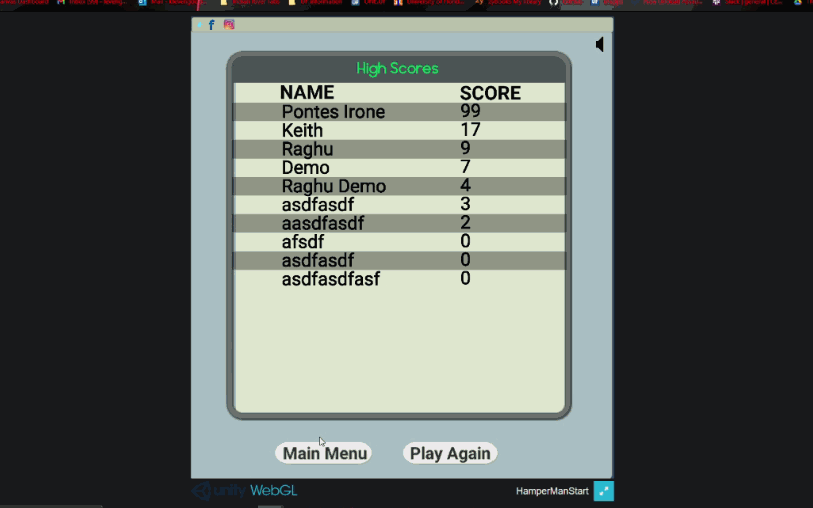 High Scores
NAME SCORE
Pontes Irone 99
Keith 17
Raghu 9
Demo 7
Raghu Demo 4
asdfasdf 3
aasdfasdf 2
afsdf 0
asdfasdf 0
asdfasdfasf 0
Main Menu Play Again
unity WebGL HamperManStart